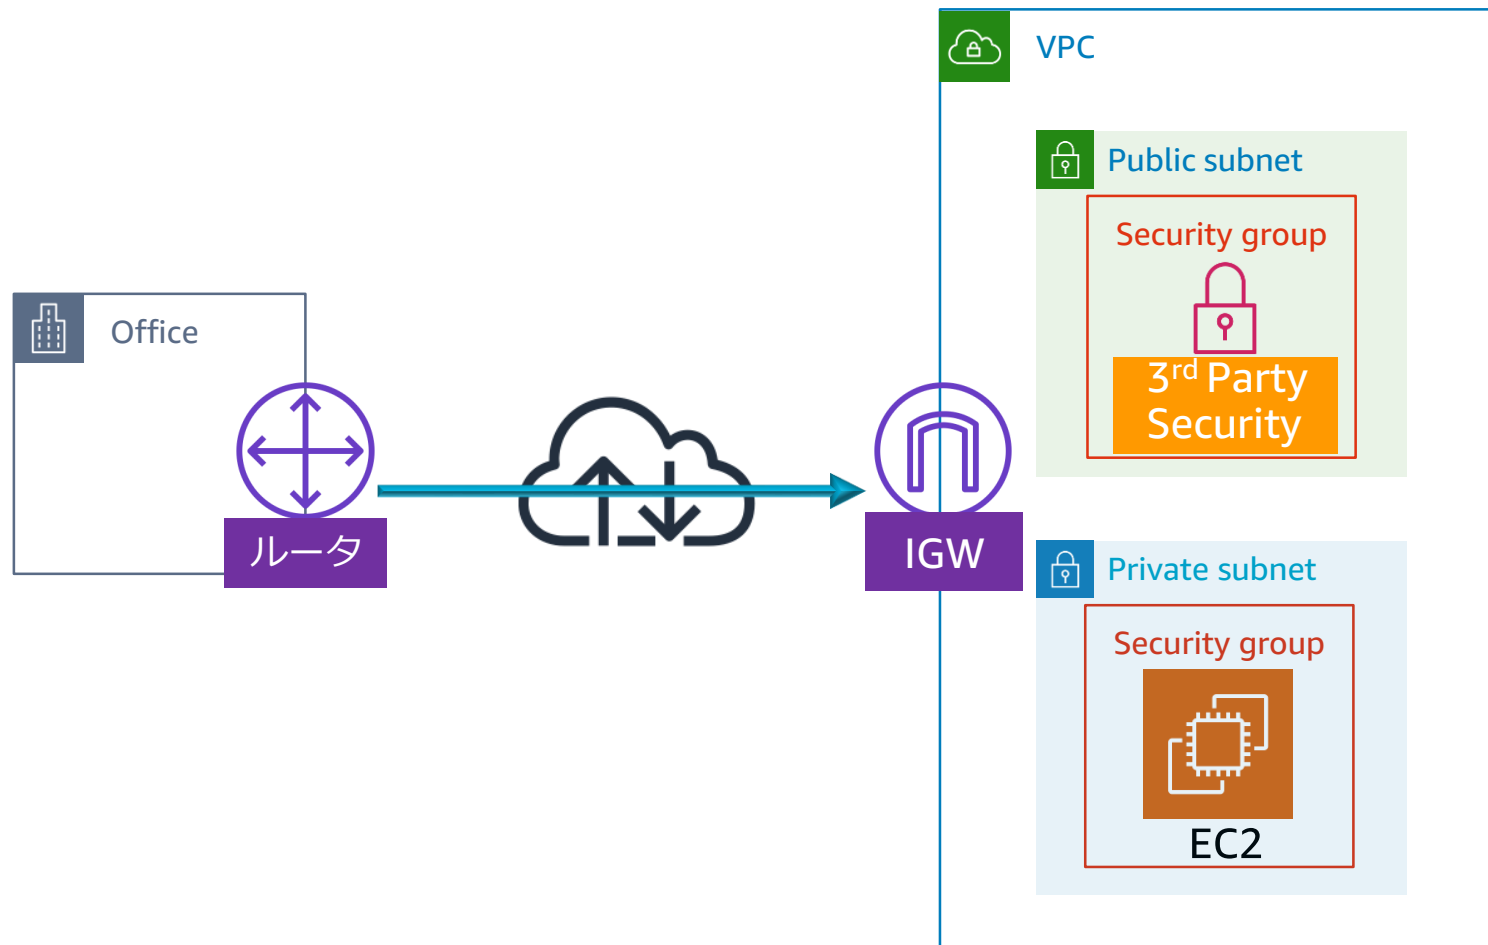 VPC
Public subnet
Security group
3rd Party
Security
Office
ルータ
IGW
Private subnet
Security group
EC2